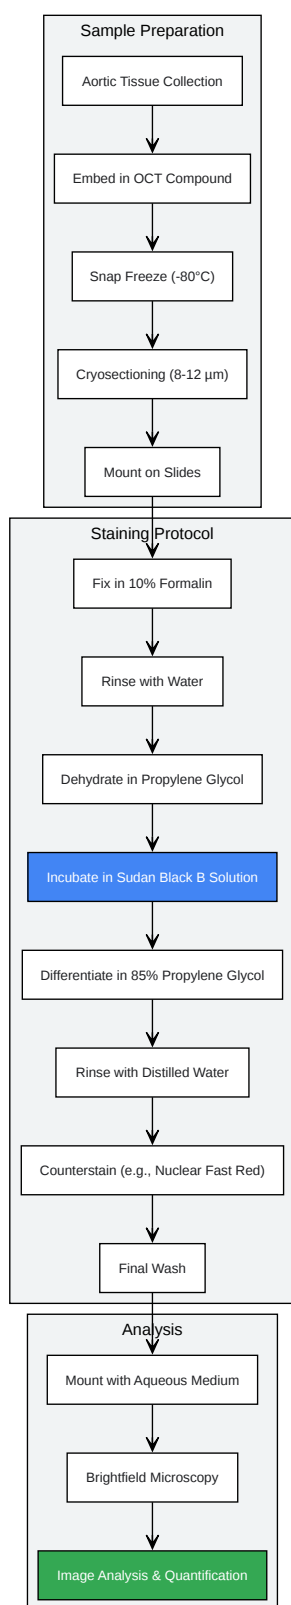 Sample Preparation
Aortic Tissue Collection
Embed in OCT Compound
Snap Freeze (-80°C)
Cryosectioning (8-12 µm)
Mount on Slides
Staining Protocol
Fix in 10% Formalin
Rinse with Water
Dehydrate in Propylene Glycol
Incubate in Sudan Black B Solution
Differentiate in 85% Propylene Glycol
Rinse with Distilled Water
Counterstain (e.g., Nuclear Fast Red)
Final Wash
Analysis
Mount with Aqueous Medium
Brightfield Microscopy
Image Analysis & Quantification